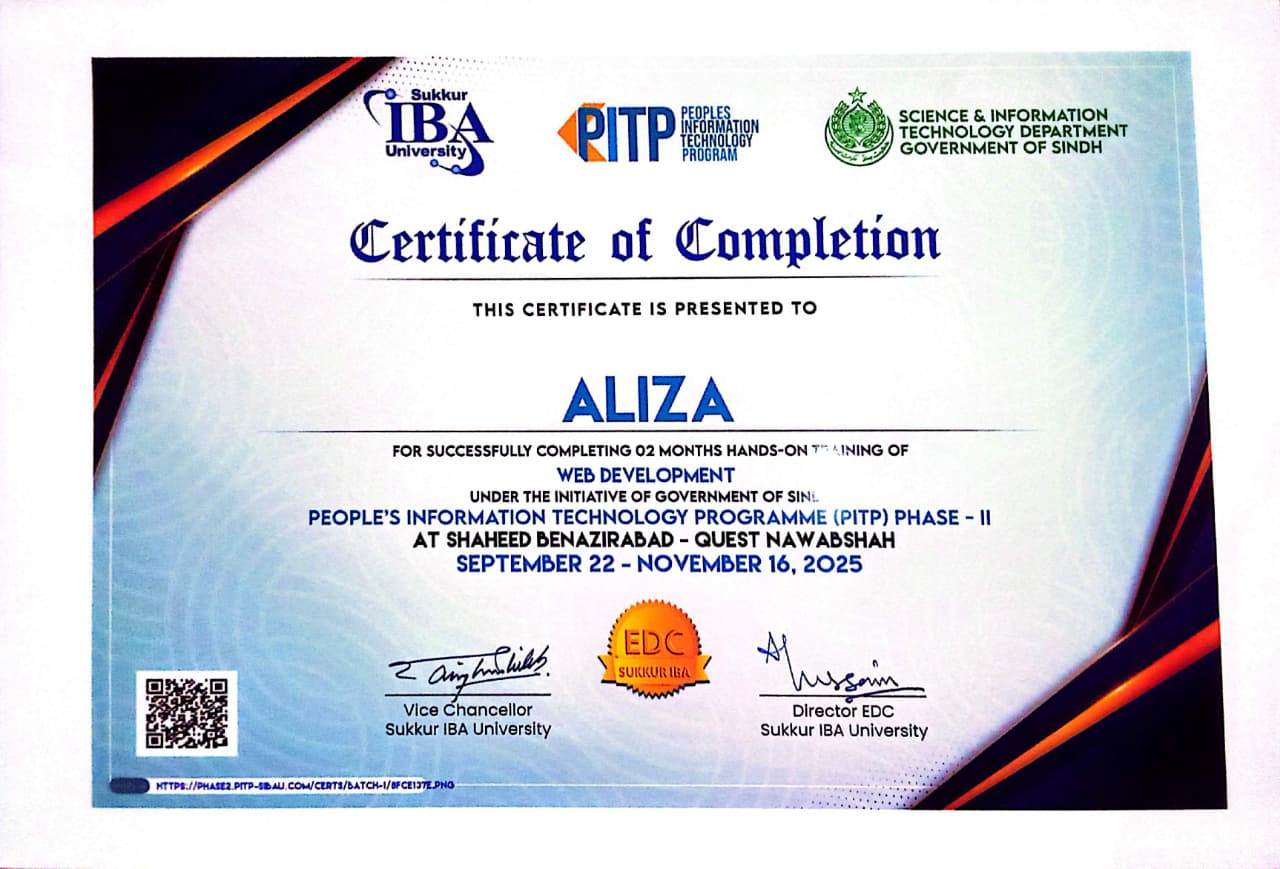 Sukkur
IBA
University
PITP
PEOPLES
INFORMATION
TECHNOLOGY
PROGRAM
SCIENCE & INFORMATION
TECHNOLOGY DEPARTMENT
GOVERNMENT OF SINDH
Certificate of Completion
THIS CERTIFICATE IS PRESENTED TO
ALIZA
FOR SUCCESSFULLY COMPLETING 02 MONTHS HANDS-ON TRAINING OF
WEB DEVELOPMENT
UNDER THE INITIATIVE OF GOVERNMENT OF
PEOPLE'S INFORMATION TECHNOLOGY PROGRAMME (PITP) PHASE - II
AT SHAHEED BENAZIRABAD - QUEST NAWABSHAH
SEPTEMBER 22 - NOVEMBER 16, 2025
EDC
SUKKUR IBA
Vice Chancellor
Sukkur IBA University
Director EDC
Sukkur IBA University